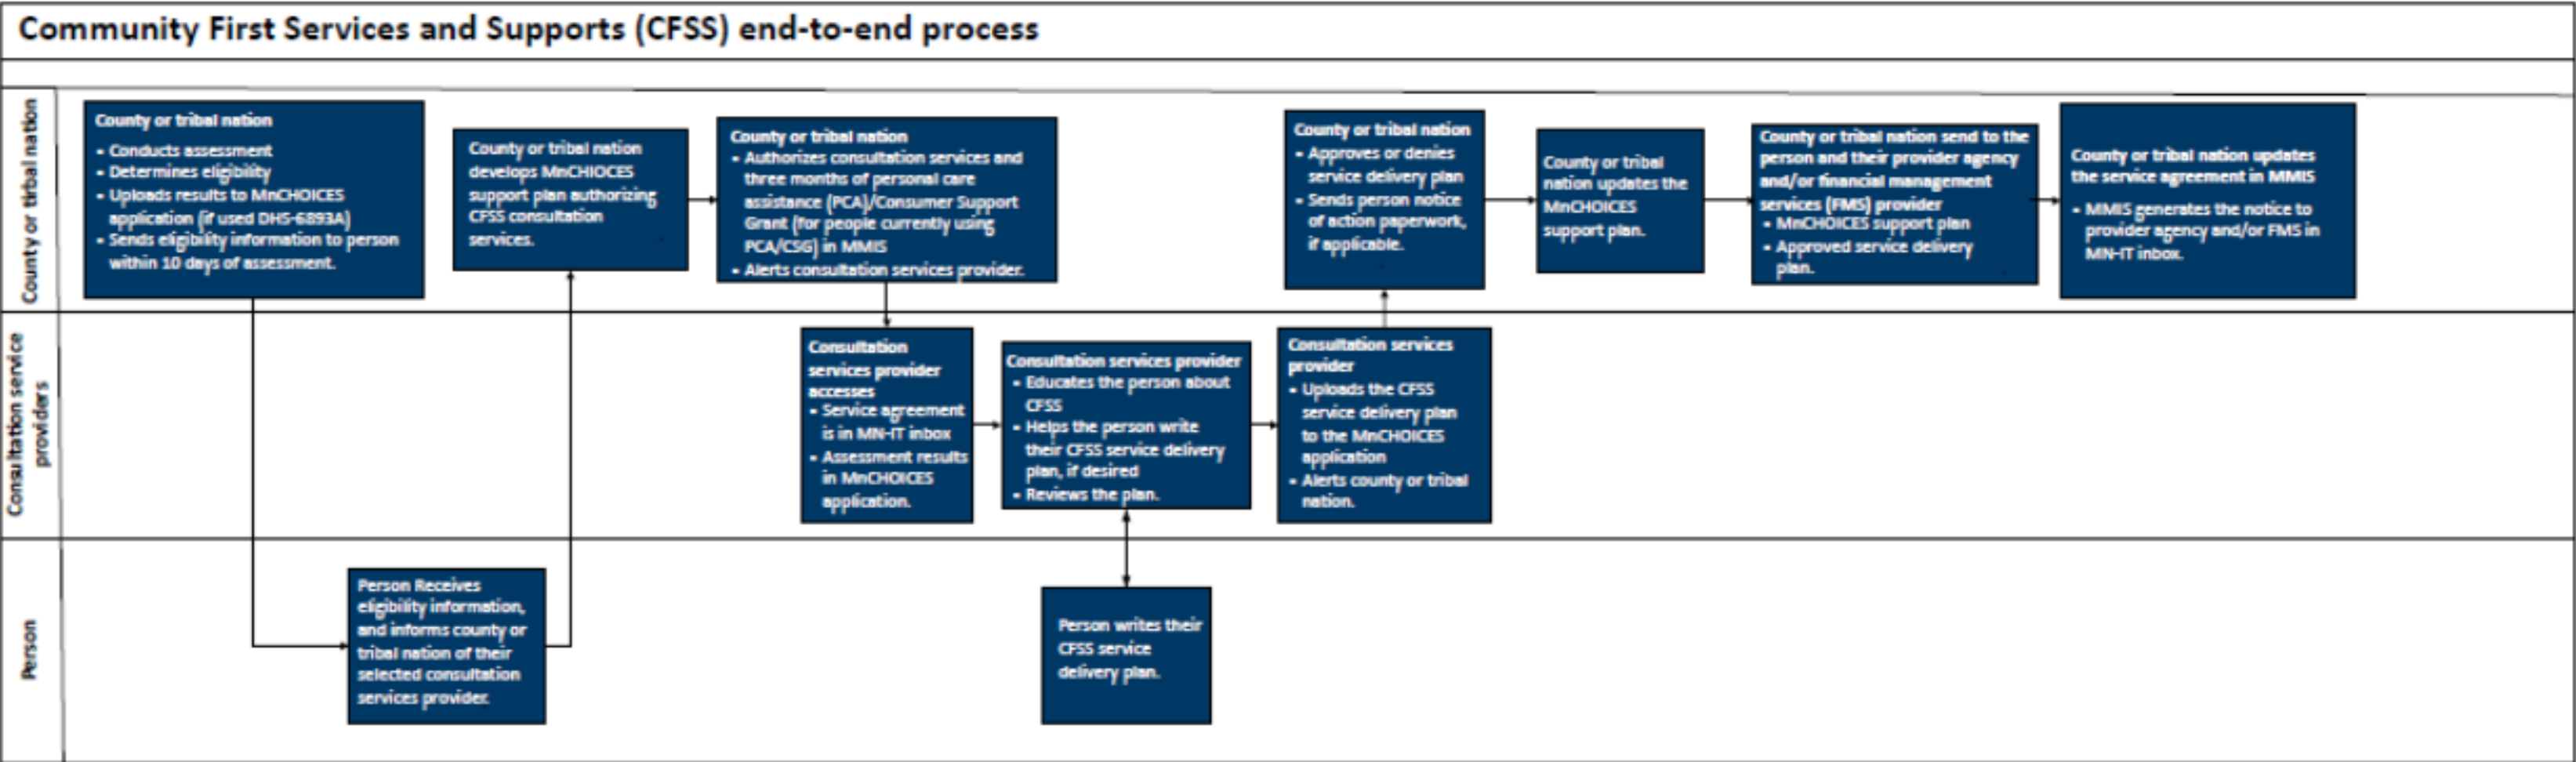 Community First Services and Supports (CFSS) end-to-end process
County or tirbal nation
County or tribal nation
- Conducts assessment
- Determines eligibility
- Uploads results to MnCHOICES
application (if used DHS-6893A)
- Sends eligibility information to person
within 10 days of assessment.
County or tribal nation
develops MnCHIOCES
support plan authorizing
CFSS consultation
services.
County or tribal nation
- Authorizes consultation services and
three months of personal care
assistance (PCA)/Consumer Support
Grant (for people currently using
PCA/CSG) in MMIS
- Alerts consultation services provider.
County or tribal nation
- Approves or denies
service delivery plan
- Sends person notice
of action paperwork,
if applicable.
County or tribal
nation updates the
MnCHOICES
support plan.
County or tribal nation send to the
person and their provider agency
and/or financial management
services (FMS) provider
- MnCHOICES support plan
- Approved service delivery
plan.
County or tribal nation updates
the service agreement in MMIS
- MMIS generates the notice to
provider agency and/or FMS in
MN-IT inbox.
Consultation service
providers
Consultation
services provider
accesses
- Service agreement
is in MN-IT inbox
- Assessment results
in MnCHOICES
application.
Consultation services provider
- Educates the person about
CFSS
- Helps the person write
their CFSS service delivery
plan, if desired
- Reviews the plan.
Consultation services
provider
- Uploads the CFSS
service delivery plan
to the MnCHOICES
application
- Alerts county or tribal
nation.
Person
Person Receives
eligibility information,
and informs county or
tribal nation of their
selected consultation
services provider.
Person writes their
CFSS service
delivery plan.